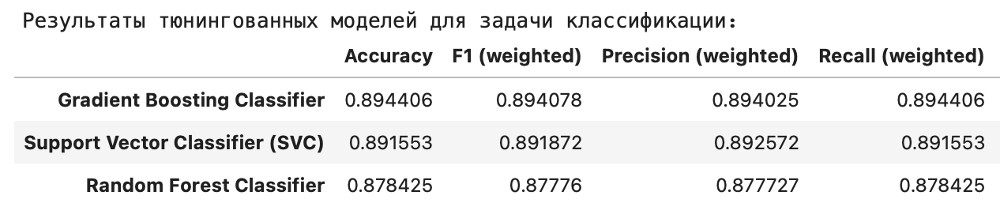 Результаты тюнингованных моделей для задачи классификации:
Accuracy F1 (weighted) Precision (weighted) Recall (weighted)
Gradient Boosting Classifier 0.894406 0.894078 0.894025 0.894406
Support Vector Classifier (SVC) 0.891553 0.891872 0.892572 0.891553
Random Forest Classifier 0.878425 0.87776 0.877727 0.878425